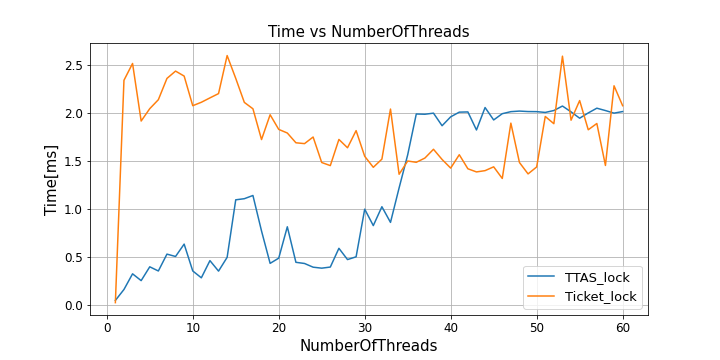 Time vs NumberOfThreads
Time[ms]
2.5
2.0
1.5
1.0
0.5
0.0
0 10 20 30 40 50 60
NumberOfThreads
TTAS_lock
Ticket_lock